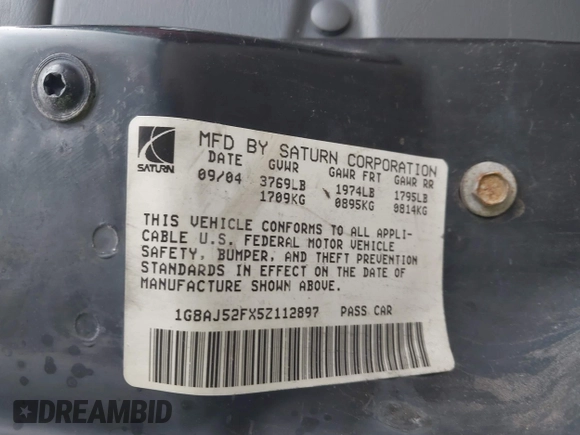 MFD BY SATURN CORPORATION
SATURN
DATE GVWR GAWR FRT GAWR RR
09/04 3769LB 1974LB 1795LB
1709KG 0895KG 0814KG
THIS VEHICLE CONFORMS TO ALL APPLI-
CABLE U.S. FEDERAL MOTOR VEHICLE
SAFETY, BUMPER, AND THEFT PREVENTION
STANDARDS IN EFFECT ON THE DATE OF
MANUFACTURE SHOWN ABOVE.
1G8AJ52FX5Z112897 PASS CAR
DREAMBID